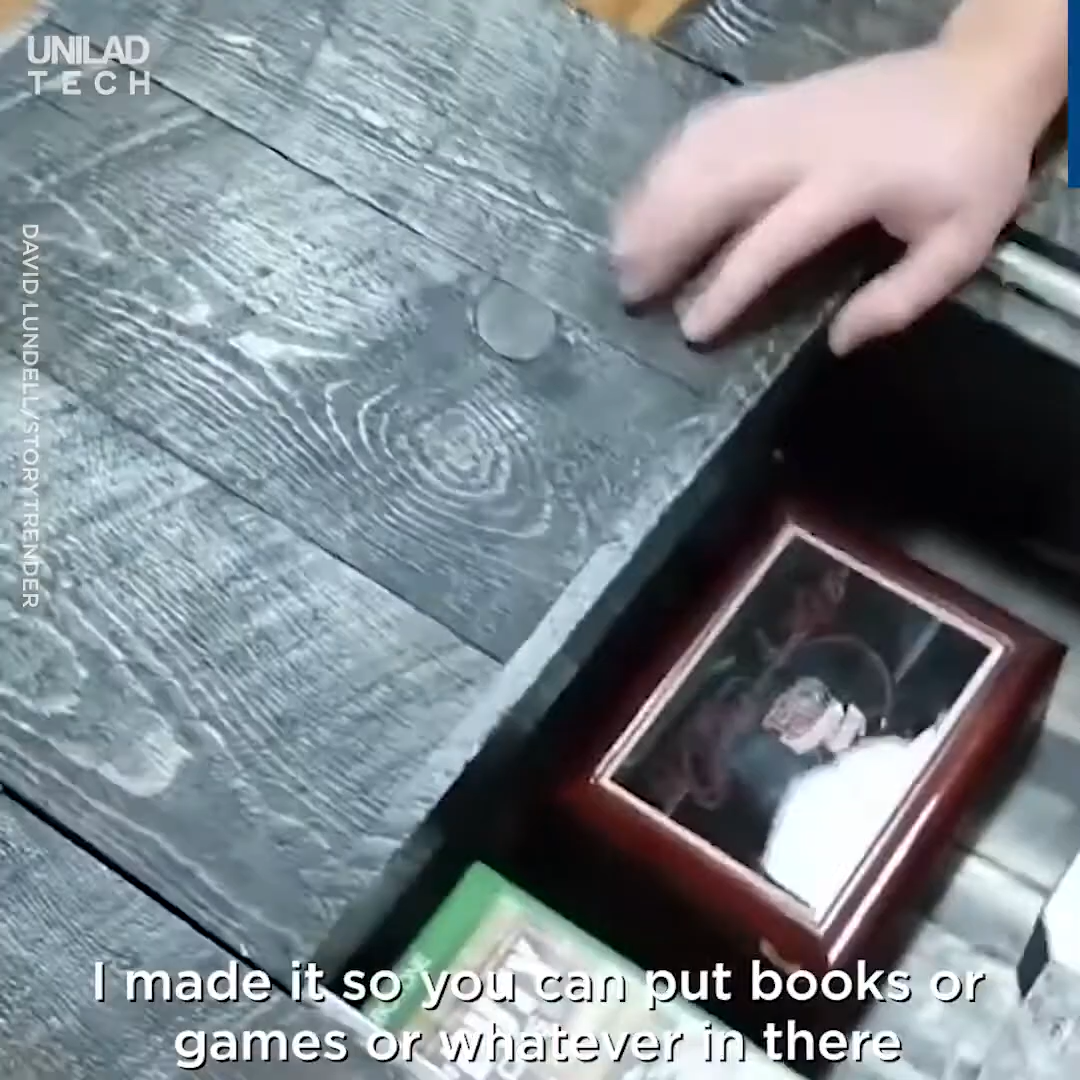 UNILAD
TECH
DAVID LUNDELL/STORYTRENDER
I made it so you can put books or
games or whatever in there